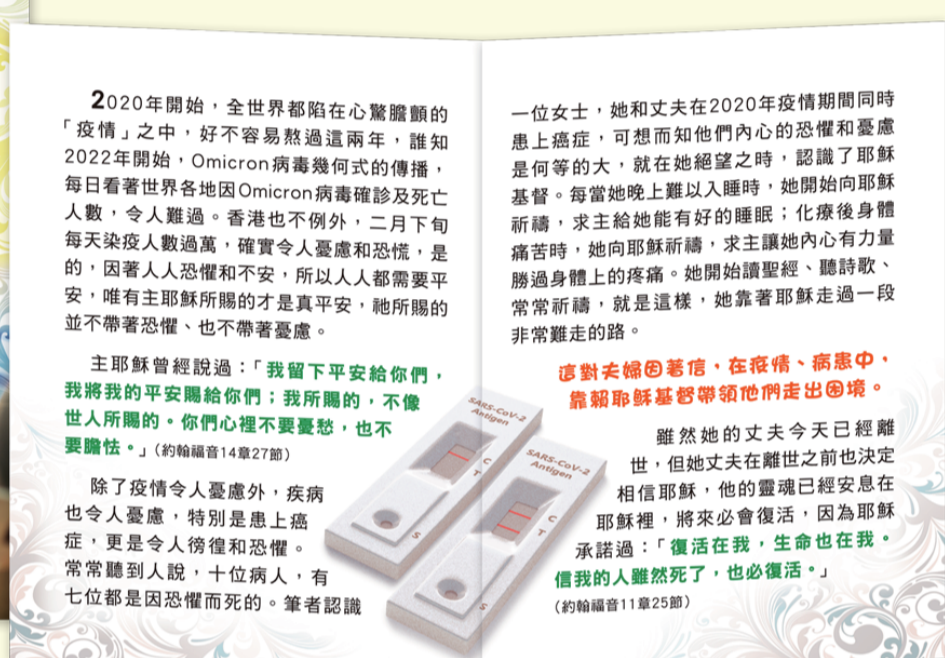 2020年開始，全世界都陷在心驚膽顫的
「疫情」之中，好不容易熬過這兩年，誰知
2022年開始，Omicron病毒幾何式的傳播，
每日看著世界各地因Omicron病毒確診及死亡
人數，令人難過。香港也不例外，二月下旬
每天染疫人數過萬，確實令人憂慮和恐慌，是
的，因著人人恐懼和不安，所以人人都需要平
安，唯有主耶穌所賜的才是真平安，祂所賜的
並不帶著恐懼、也不帶著憂慮。
主耶穌曾經說過：「我留下平安給你們，
我將我的平安賜給你們；我所賜的，不像
世人所賜的。你們心裡不要憂愁，也不
要膽怯。」（約翰福音14章27節）
除了疫情令人憂慮外，疾病
也令人憂慮，特別是患上癌
症，更是令人徬徨和恐懼。
常常聽到人說，十位病人，有
七位都是因恐懼而死的。筆者認識
SARS-CoV-2
Antigen
C
T
S
一位女士，她和丈夫在2020年疫情期間同時
患上癌症，可想而知他們內心的恐懼和憂慮
是何等的大，就在她絕望之時，認識了耶穌
基督。每當她晚上難以入睡時，她開始向耶穌
祈禱，求主給她能有好的睡眠；化療後身體
痛苦時，她向耶穌祈禱，求主讓她內心有力量
勝過身體上的疼痛。她開始讀聖經、聽詩歌、
常常祈禱，就是這樣，她靠著耶穌走過一段
非常難走的路。
這對夫婦因著信，在疫情、病患中，
靠賴耶穌基督帶領他們走出困境。
雖然她的丈夫今天已經離
世，但她丈夫在離世之前也決定
相信耶穌，他的靈魂已經安息在
耶穌裡，將來必會復活，因為耶穌
承諾過：「復活在我，生命也在我。
信我的人雖然死了，也必復活。」
（約翰福音11章25節）
SARS-CoV-2
Antigen
C
T
S